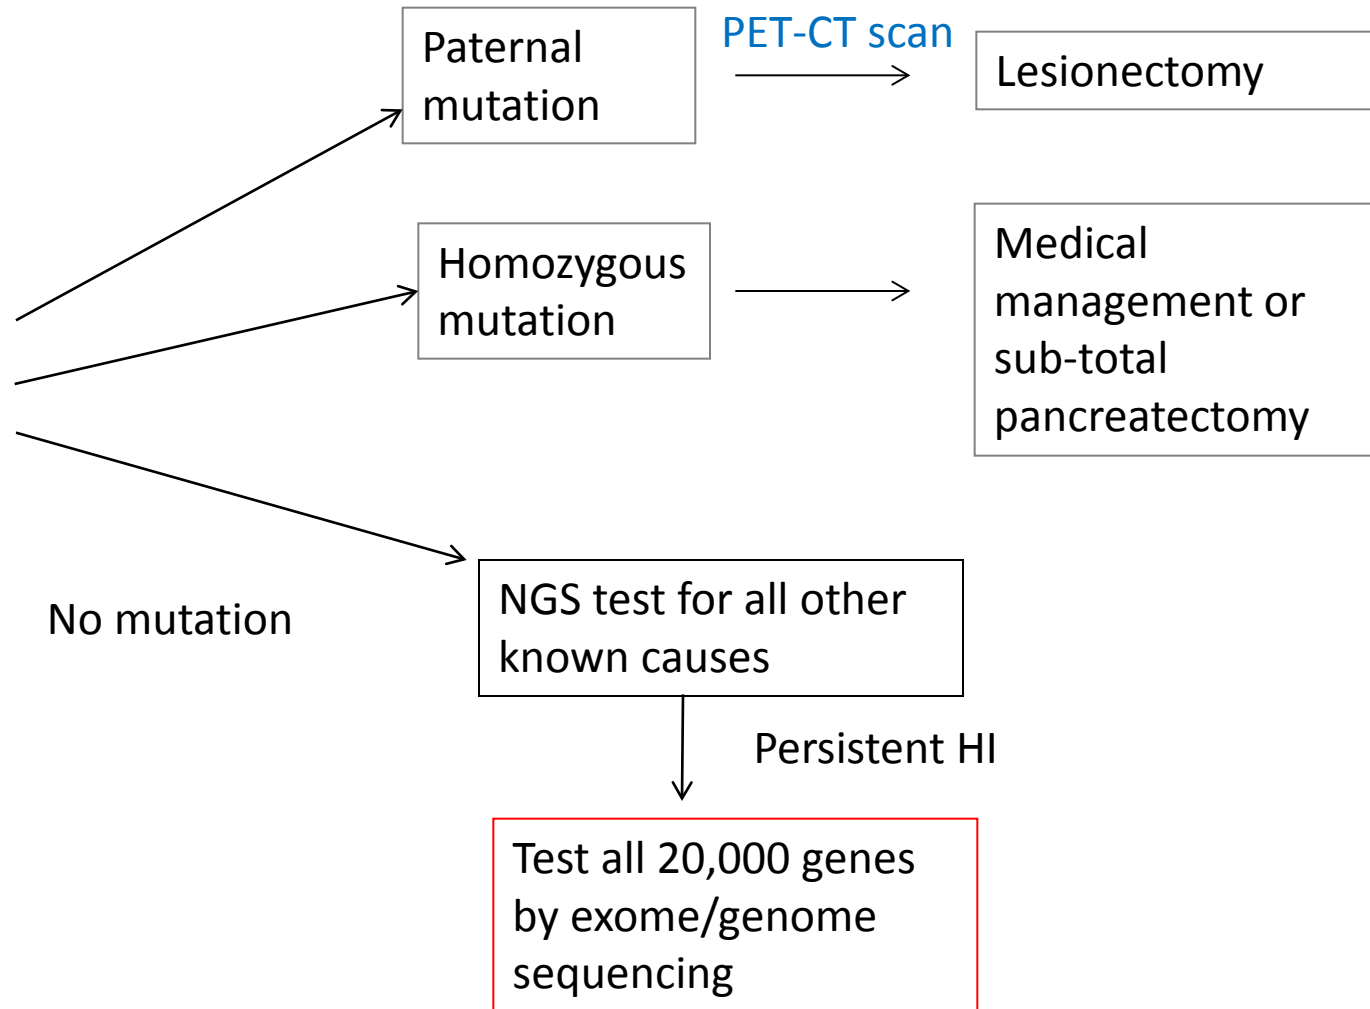 Paternal
mutation
PET-CT scan
Lesionectomy
Homozygous
mutation
Medical
management or
sub-total
pancreatectomy
No mutation
NGS test for all other
known causes
Persistent HI
Test all 20,000 genes
by exome/genome
sequencing